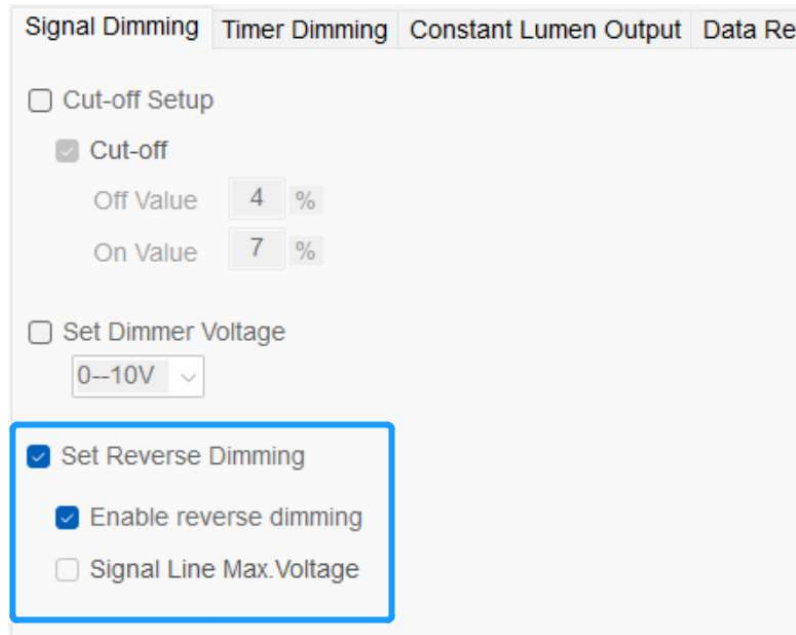 Signal Dimming Timer Dimming Constant Lumen Output Data Re
Cut-off Setup
Cut-off
Off Value 4 %
On Value 7 %
Set Dimmer Voltage
0--10V
Set Reverse Dimming
Enable reverse dimming
Signal Line Max.Voltage